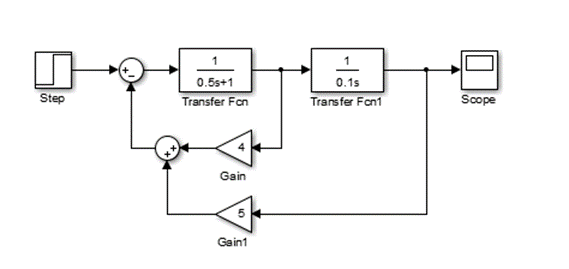 Step
+
-
1
0.5s+1
Transfer Fcn
1
0.1s
Transfer Fcn1
Scope
+
+
4
Gain
5
Gain1